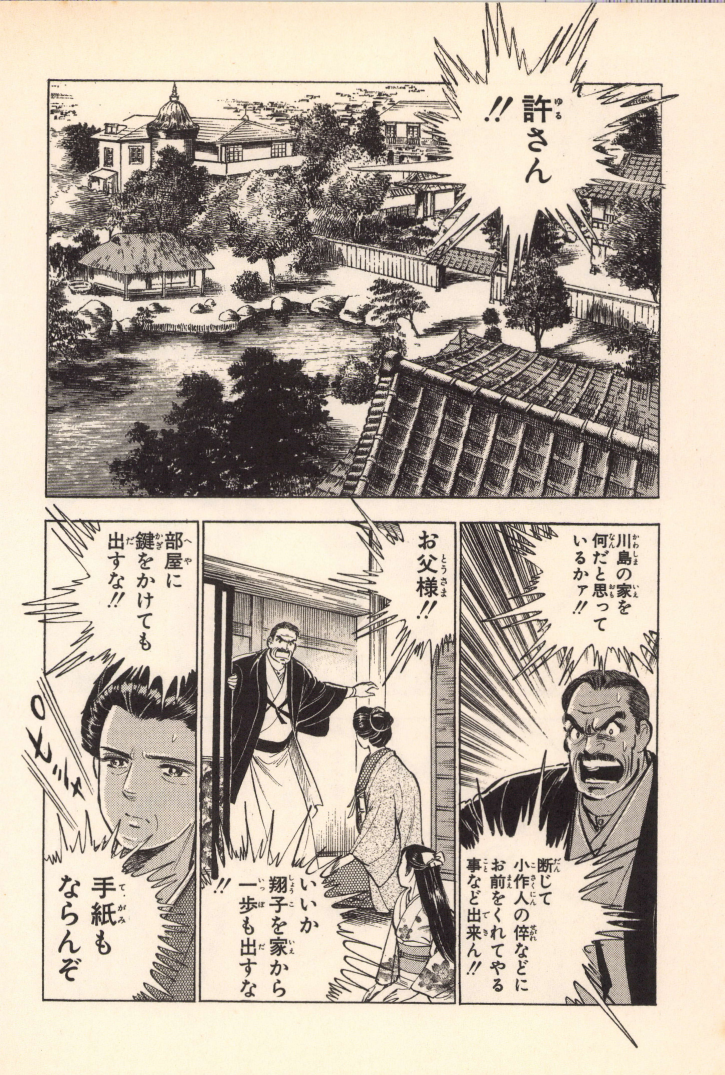 許さん
!!
川島の家を
何だと思って
いるかァ!!
断じて
小作人の倅などに
お前をくれてやる
事など出来ん!!
お父様!!
いいか
翔子を家から
一歩も出すな
!!
部屋に
鍵をかけても
出すな!!
ピシャ
手紙も
ならんぞ